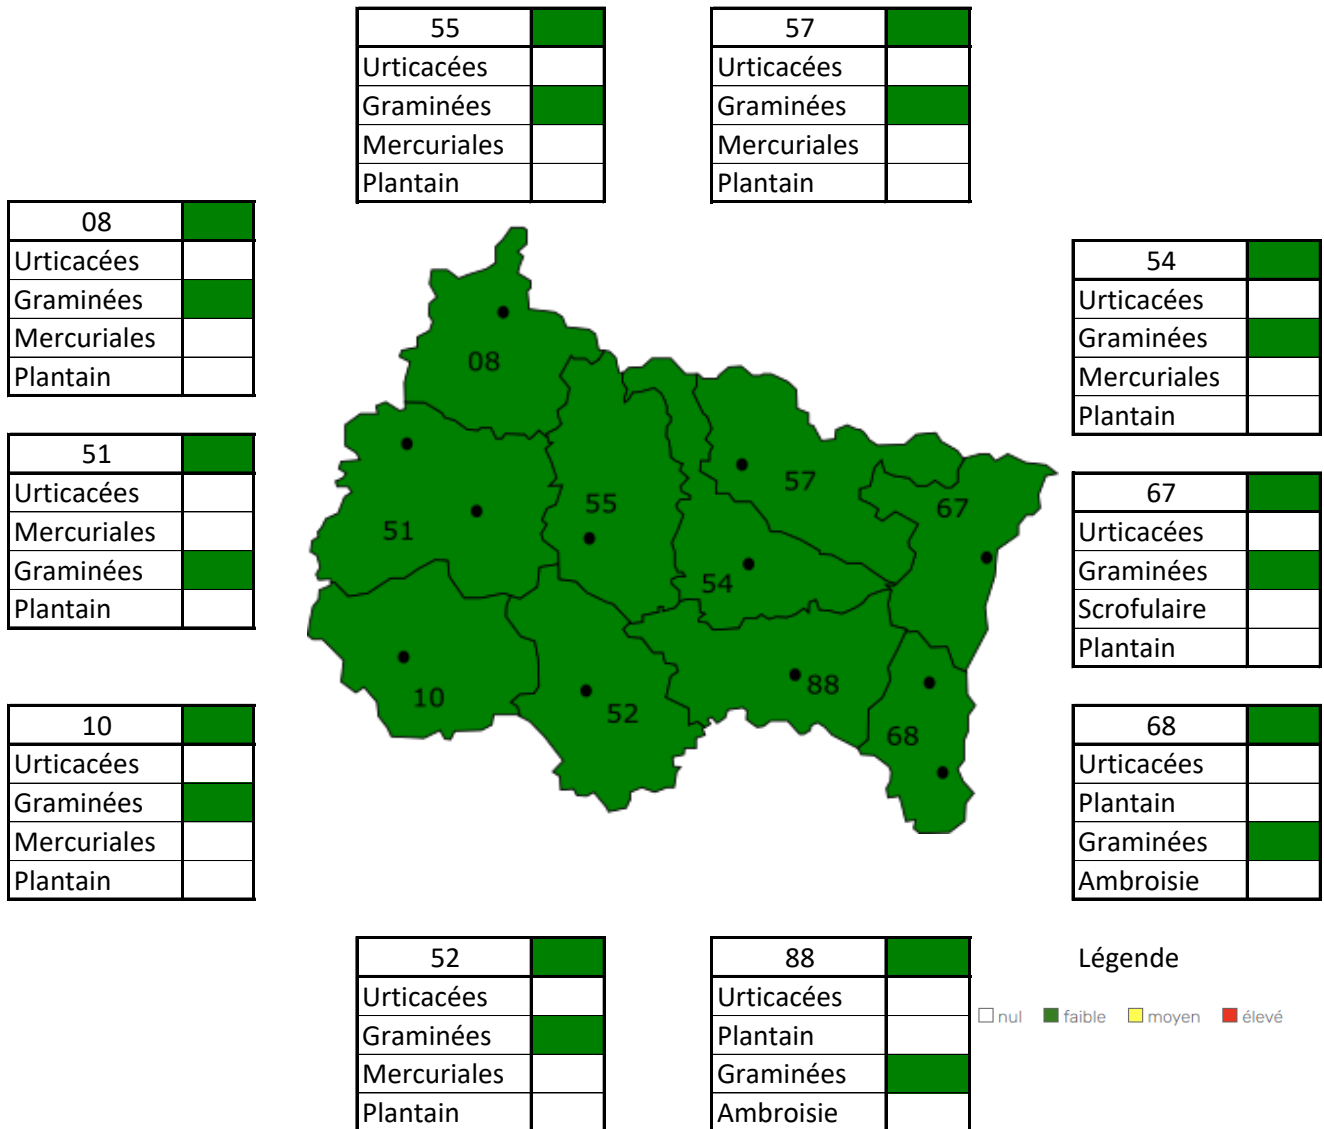 55
Urticacées
Graminées
Mercuriales
Plantain
57
Urticacées
Graminées
Mercuriales
Plantain
08
Urticacées
Graminées
Mercuriales
Plantain
54
Urticacées
Graminées
Mercuriales
Plantain
51
Urticacées
Mercuriales
Graminées
Plantain
67
Urticacées
Graminées
Scrofulaire
Plantain
10
Urticacées
Graminées
Mercuriales
Plantain
68
Urticacées
Plantain
Graminées
Ambroisie
08
57
55
67
51
54
88
10
52
68
52
Urticacées
Graminées
Mercuriales
Plantain
88
Urticacées
Plantain
Graminées
Ambroisie
Légende
nul faible moyen élevé